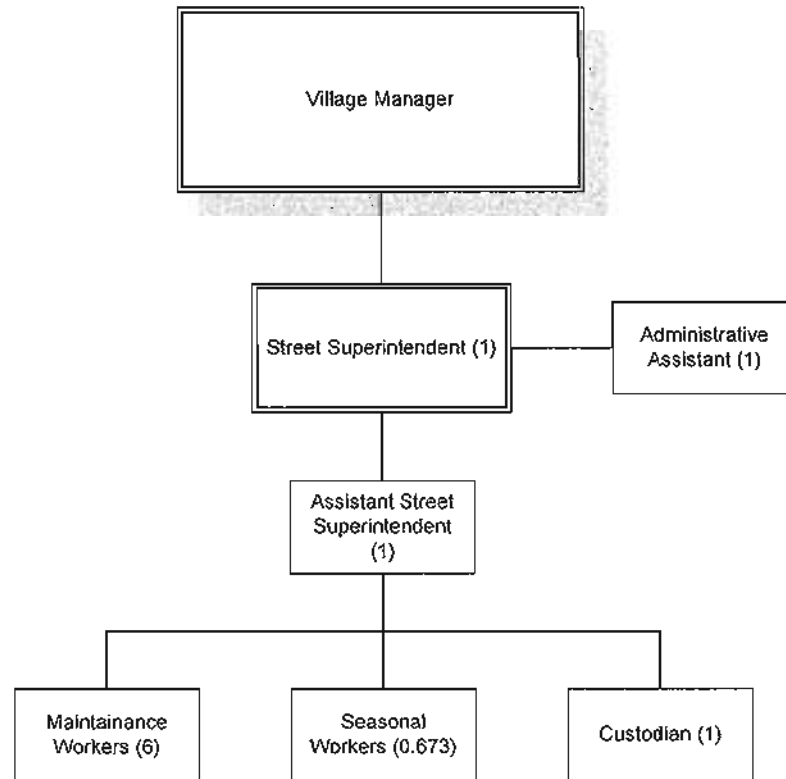 Village Manager
Street Superintendent (1)
Administrative
Assistant (1)
Assistant Street
Superintendent
(1)
Maintainance
Workers (6)
Seasonal
Workers (0.673)
Custodian (1)